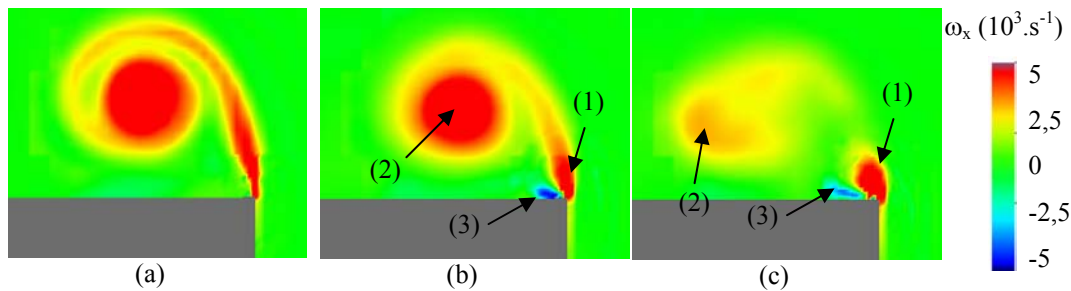 ωx (10³.s⁻¹)
5
2,5
0
-2,5
-5
(1)
(2)
(3)
(1)
(2)
(3)
(a)
(b)
(c)